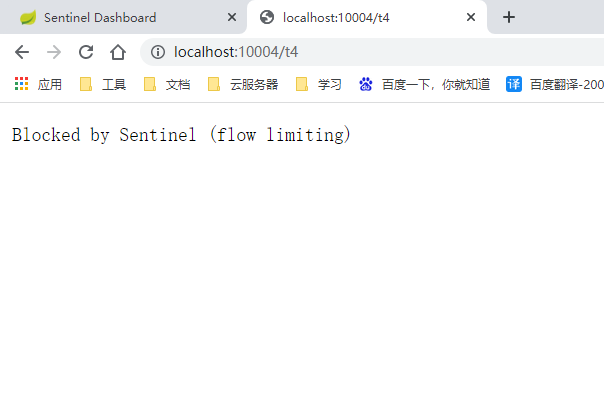 Sentinel Dashboard
localhost:10004/t4
localhost:10004/t4
应用 工具 文档 云服务器 学习 百度一下，你就知道 译 百度翻译-200
Blocked by Sentinel (flow limiting)